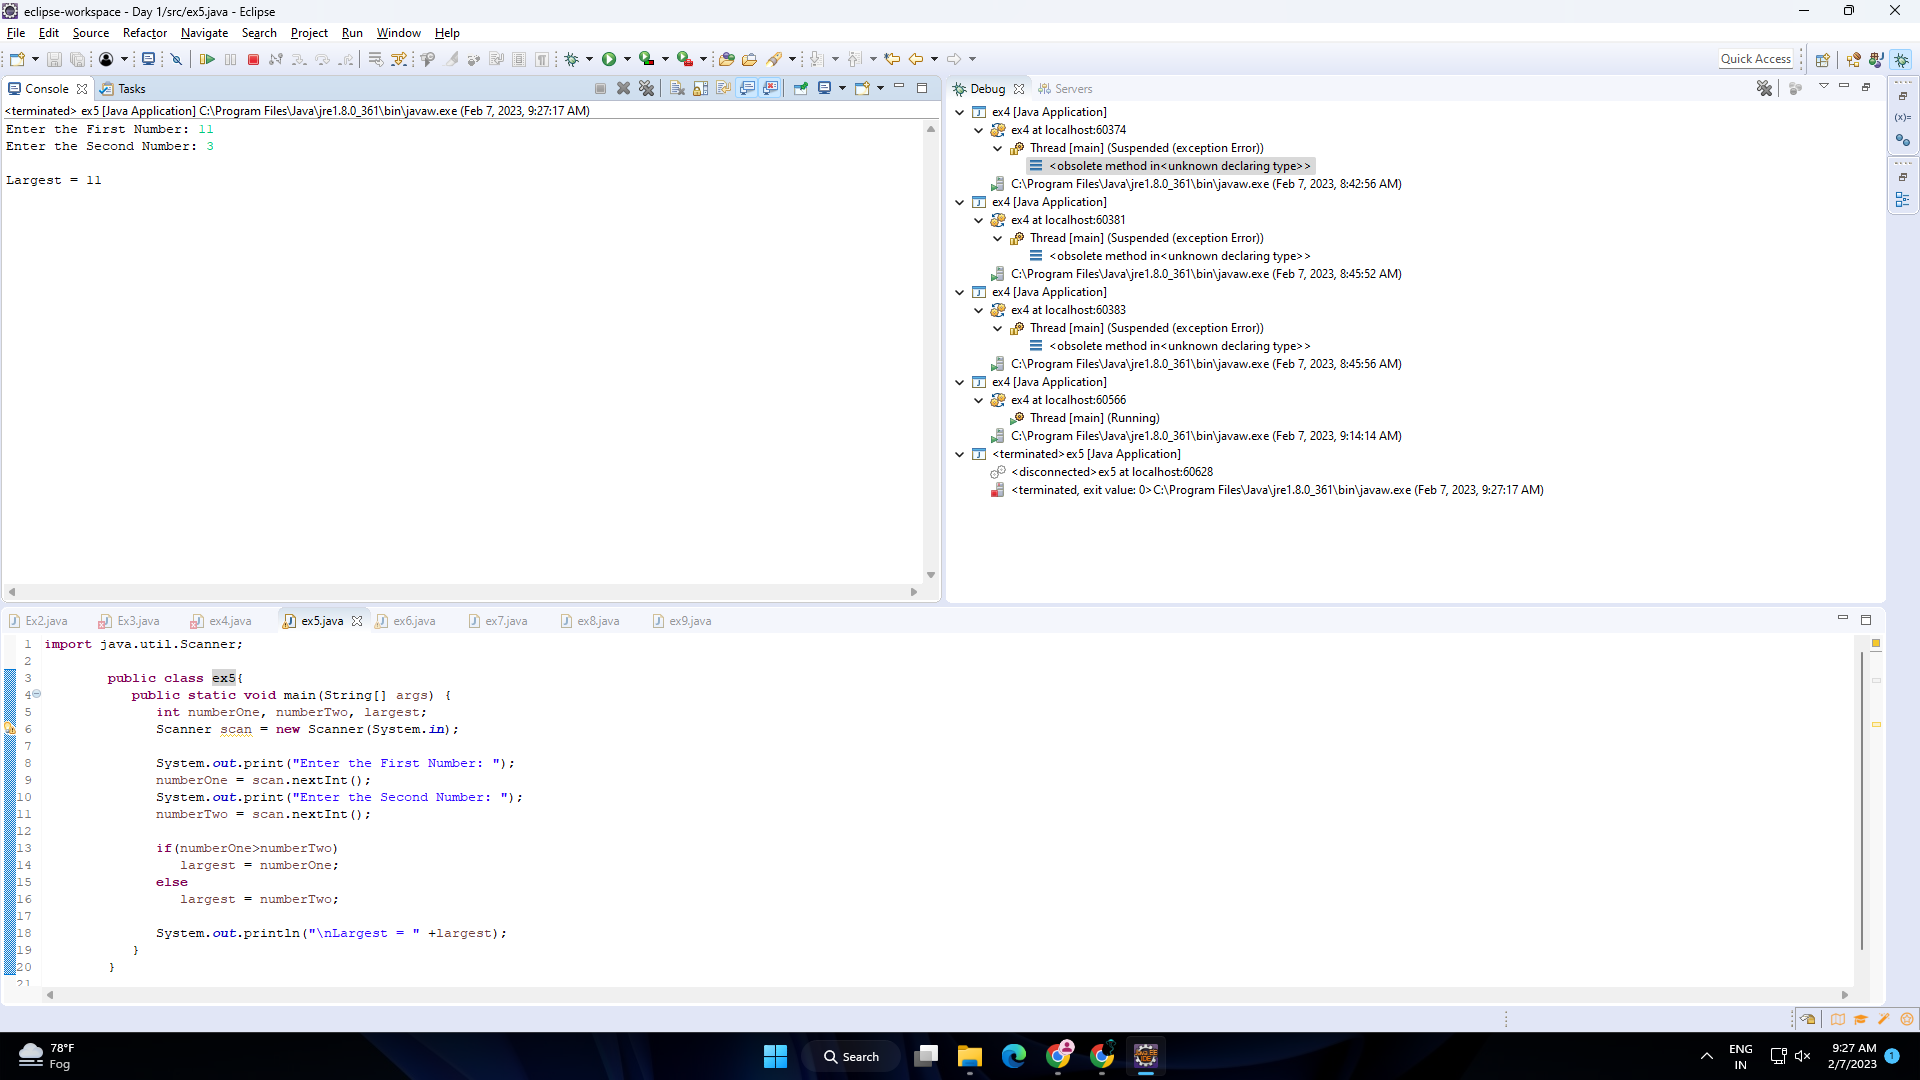 eclipse-workspace - Day 1/src/ex5.java - Eclipse
File Edit Source Refactor Navigate Search Project Run Window Help
Quick Access
Console Tasks
<terminated> ex5 [Java Application] C:\Program Files\Java\jre1.8.0_361\bin\javaw.exe (Feb 7, 2023, 9:27:17 AM)
Enter the First Number: 11
Enter the Second Number: 3
Largest = 11
Debug Servers
ex4 [Java Application]
ex4 at localhost:60374
Thread [main] (Suspended (exception Error))
<obsolete method in<unknown declaring type>>
C:\Program Files\Java\jre1.8.0_361\bin\javaw.exe (Feb 7, 2023, 8:42:56 AM)
ex4 [Java Application]
ex4 at localhost:60381
Thread [main] (Suspended (exception Error))
<obsolete method in<unknown declaring type>>
C:\Program Files\Java\jre1.8.0_361\bin\javaw.exe (Feb 7, 2023, 8:45:52 AM)
ex4 [Java Application]
ex4 at localhost:60383
Thread [main] (Suspended (exception Error))
<obsolete method in<unknown declaring type>>
C:\Program Files\Java\jre1.8.0_361\bin\javaw.exe (Feb 7, 2023, 8:45:56 AM)
ex4 [Java Application]
ex4 at localhost:60566
Thread [main] (Running)
C:\Program Files\Java\jre1.8.0_361\bin\javaw.exe (Feb 7, 2023, 9:14:14 AM)
<terminated>ex5 [Java Application]
<disconnected>ex5 at localhost:60628
<terminated, exit value: 0>C:\Program Files\Java\jre1.8.0_361\bin\javaw.exe (Feb 7, 2023, 9:27:17 AM)
(x)=
Ex2.java Ex3.java ex4.java ex5.java ex6.java ex7.java ex8.java ex9.java
1 import java.util.Scanner;
2
3 public class ex5{
4 public static void main(String[] args) {
5 int numberOne, numberTwo, largest;
6 Scanner scan = new Scanner(System.in);
7
8 System.out.print("Enter the First Number: ");
9 numberOne = scan.nextInt();
10 System.out.print("Enter the Second Number: ");
11 numberTwo = scan.nextInt();
12
13 if(numberOne>numberTwo)
14 largest = numberOne;
15 else
16 largest = numberTwo;
17
18 System.out.println("\nLargest = " +largest);
19 }
20 }
21
78°F
Fog
Search
Java EE
IDE
ENG
IN
9:27 AM
2/7/2023
1